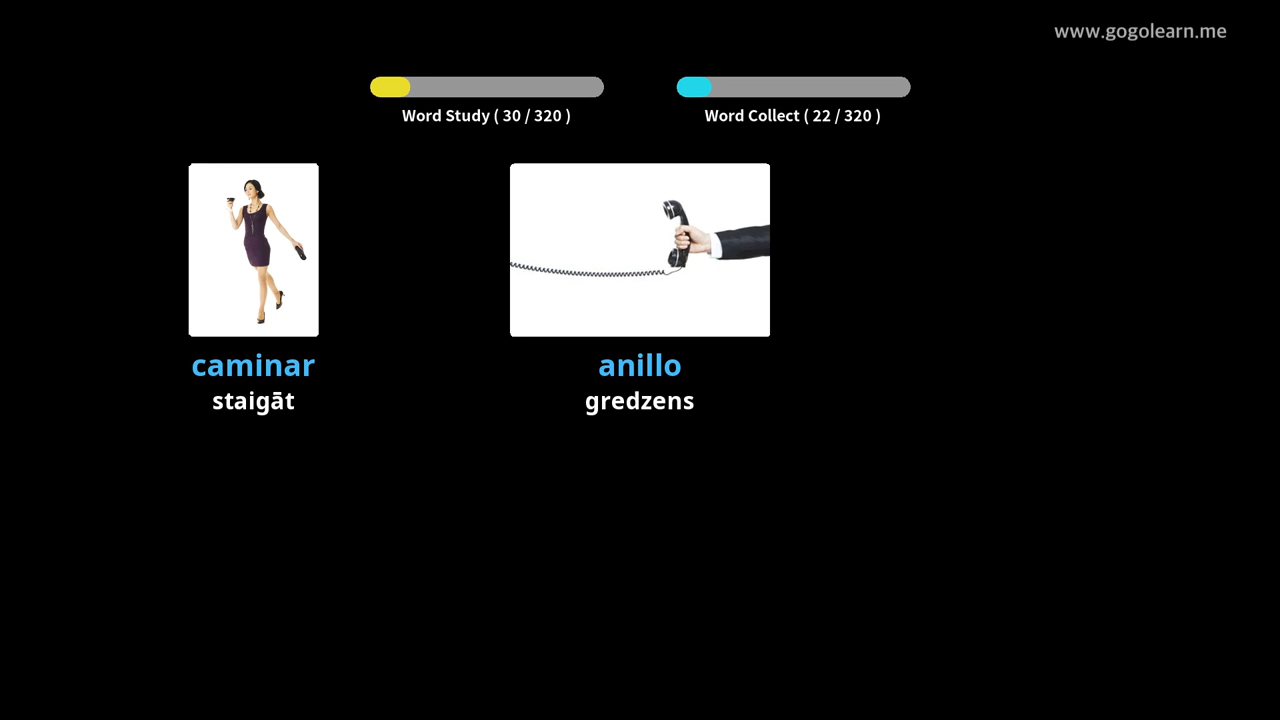 www.gogolearn.me
Word Study ( 30 / 320 )
Word Collect ( 22 / 320 )
caminar
staigāt
anillo
gredzens